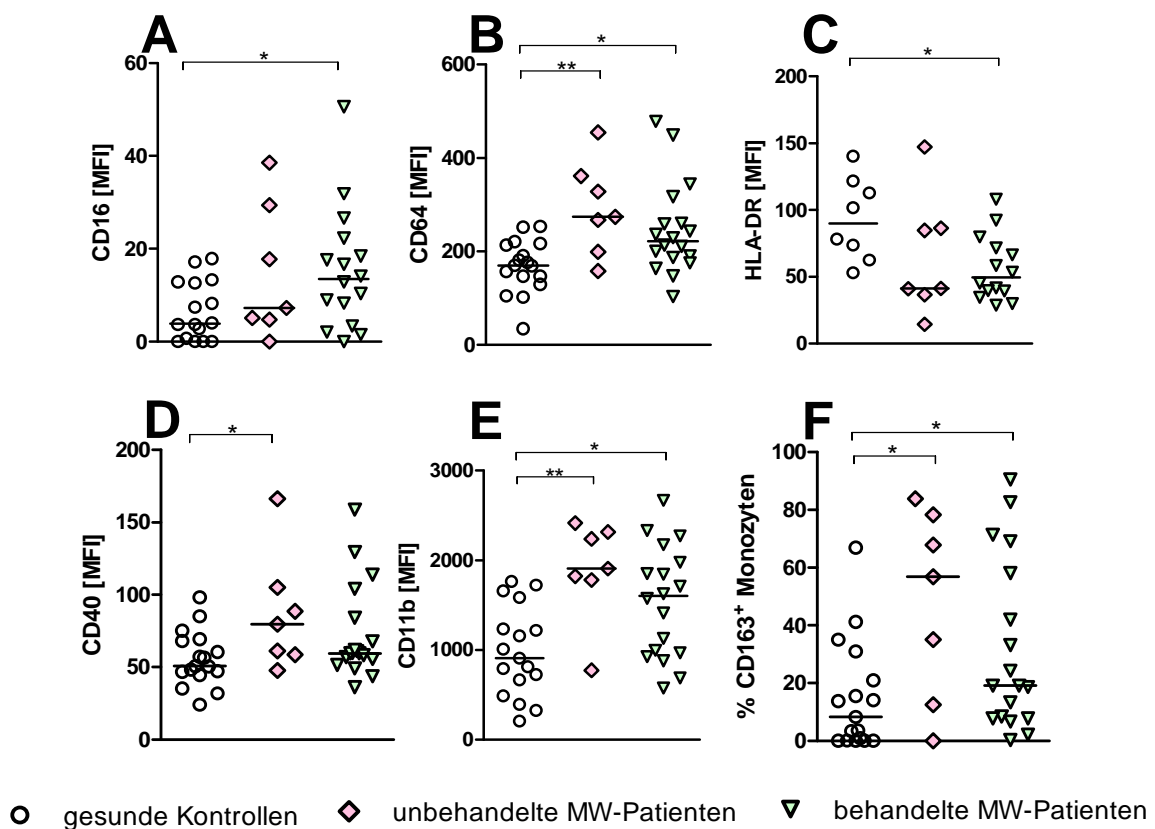 A
B
C
*
60
40
20
0
CD16 [MFI]
*
**
600
400
200
0
CD64 [MFI]
*
200
150
100
50
0
HLA-DR [MFI]
D
E
F
*
200
150
100
50
0
CD40 [MFI]
*
**
3000
2000
1000
0
CD11b [MFI]
*
*
100
80
60
40
20
0
% CD163⁺ Monozyten
gesunde Kontrollen
unbehandelte MW-Patienten
behandelte MW-Patienten